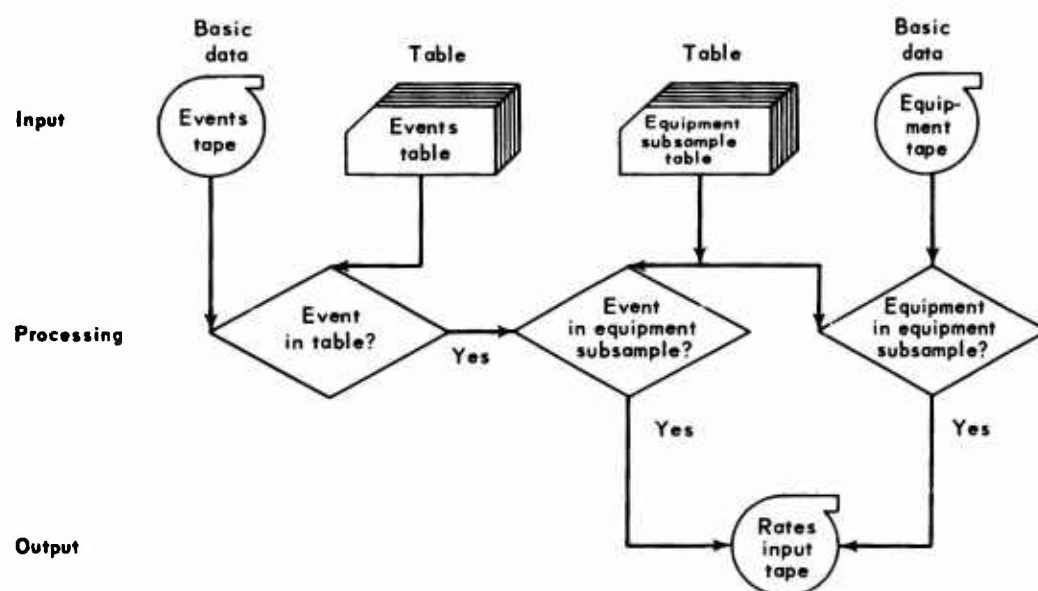 Basic
data
Table
Table
Basic
data
Input
Events
tape
Events
table
Equipment
subsample
table
Equip-
ment
tape
Processing
Event
in table?
Yes
Event
in equipment
subsample?
Equipment
in equipment
subsample?
Yes
Yes
Output
Rates
input
tape